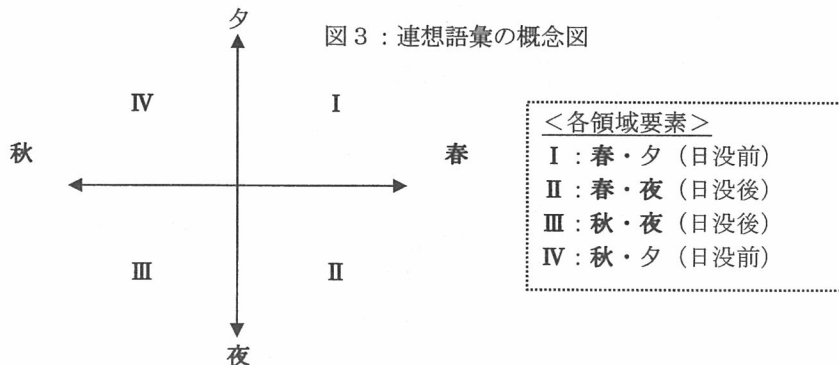 夕
図３：連想語彙の概念図
Ⅳ Ⅰ
秋 春
Ⅲ Ⅱ
夜
＜各領域要素＞
Ⅰ：春・夕（日没前）
Ⅱ：春・夜（日没後）
Ⅲ：秋・夜（日没後）
Ⅳ：秋・夕（日没前）